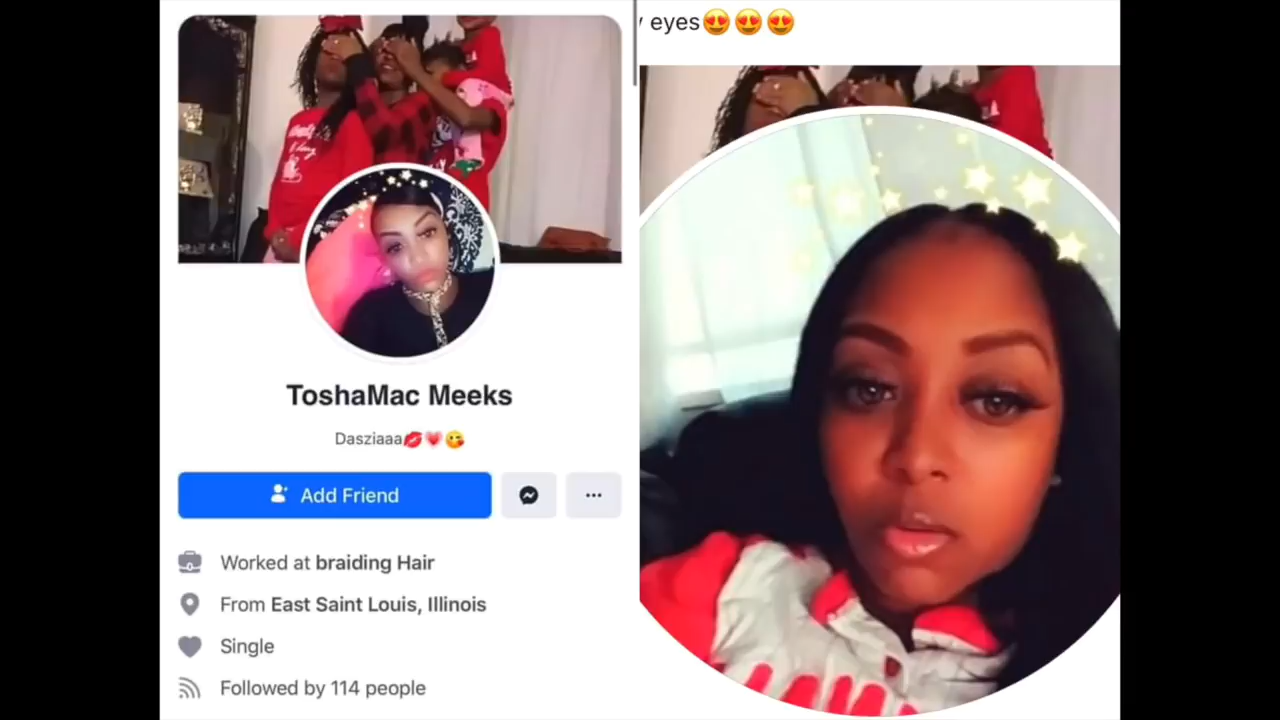 ToshaMac Meeks
Dasziaaa💋💗😘
Add Friend
Worked at braiding Hair
From East Saint Louis, Illinois
Single
Followed by 114 people
eyes😍😍😍